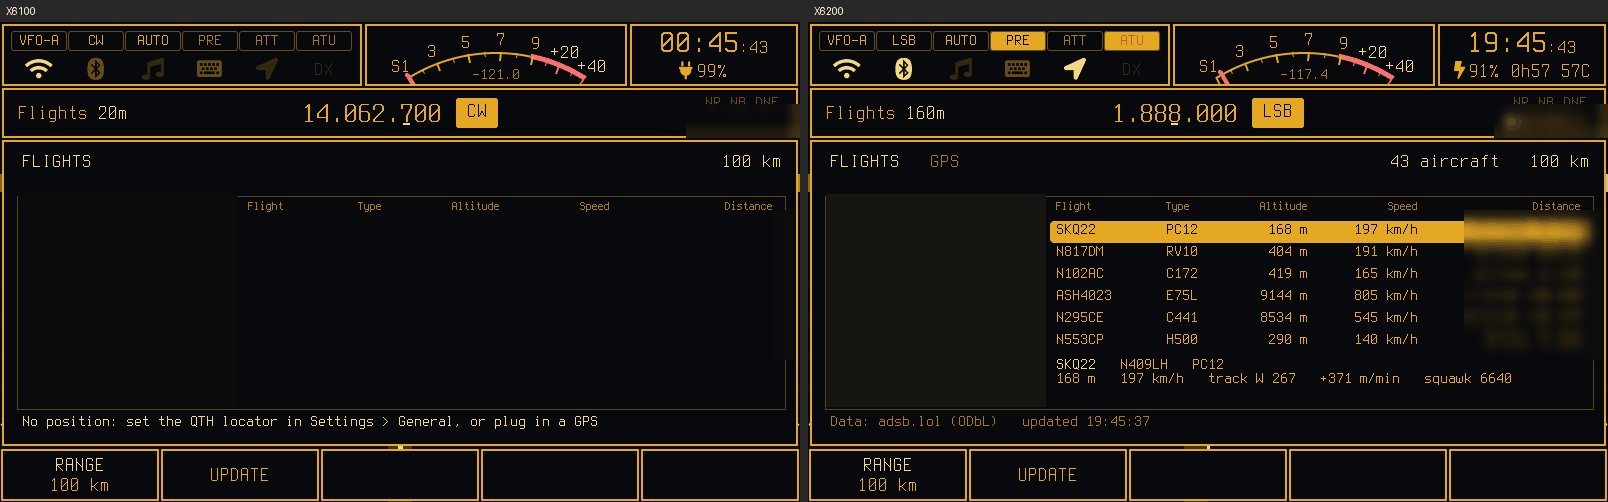 X6100
VFO-A CW AUTO PRE ATT ATU
DX
S1 3 5 7 9 +20 +40
-121.0
00:45:43
99%
Flights 20m
14.062.700 CW
NR NB DNF
FLIGHTS
100 km
Flight Type Altitude Speed Distance
No position: set the QTH locator in Settings > General, or plug in a GPS
RANGE
100 km
UPDATE
X6200
VFO-A LSB AUTO PRE ATT ATU
DX
S1 3 5 7 9 +20 +40
-117.4
19:45:43
91% 0h57 57C
Flights 160m
1.888.000 LSB
NR NB DNF
FLIGHTS GPS
43 aircraft 100 km
Flight Type Altitude Speed Distance
SKQ22 PC12 168 m 197 km/h
N817DM RV10 404 m 191 km/h
N102AC C172 419 m 165 km/h
ASH4023 E75L 9144 m 805 km/h
N295CE C441 8534 m 545 km/h
N553CP H500 290 m 140 km/h
SKQ22 N409LH PC12
168 m 197 km/h track W 267 +371 m/min squawk 6640
Data: adsb.lol (ODbL) updated 19:45:37
RANGE
100 km
UPDATE